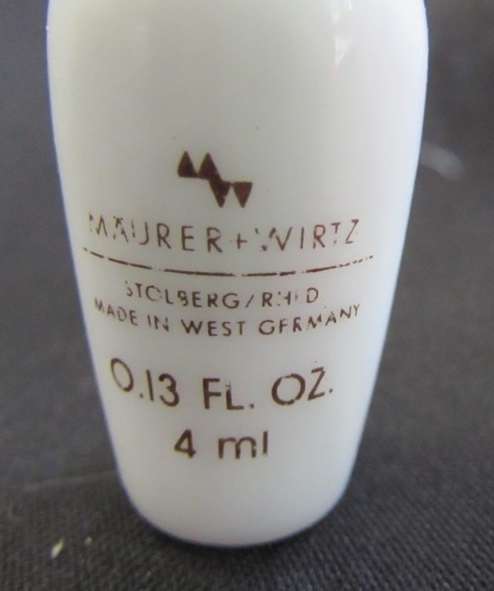 MÄURER+WIRTZ
STOLBERG/RHLD
MADE IN WEST GERMANY
0.13 FL. OZ.
4 ml